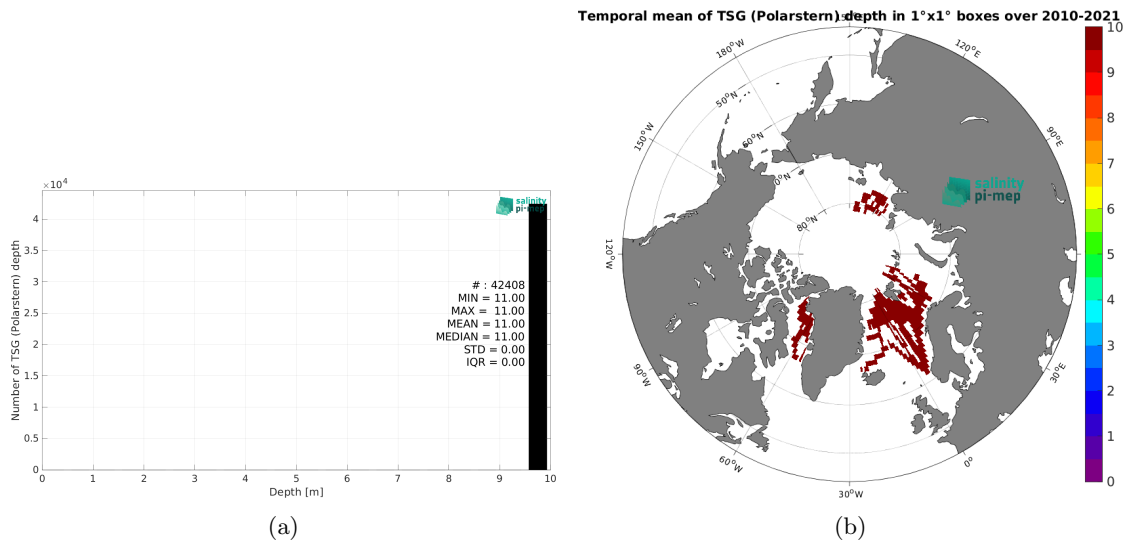 ×10⁴
4
3.5
3
2.5
2
1.5
1
0.5
0
Number of TSG (Polarstern) depth
salinity
pi-mep
# : 42408
MIN = 11.00
MAX = 11.00
MEAN = 11.00
MEDIAN = 11.00
STD = 0.00
IQR = 0.00
0 1 2 3 4 5 6 7 8 9 10
Depth [m]
(a)
Temporal mean of TSG (Polarstern) depth in 1°x1° boxes over 2010-2021
180°W
120°E
150°W
90°E
120°W
90°W
30°E
60°W
0°
30°W
50°N
60°N
0°N
80°N
salinity
pi-mep
10
9
8
7
6
5
4
3
2
1
0
(b)